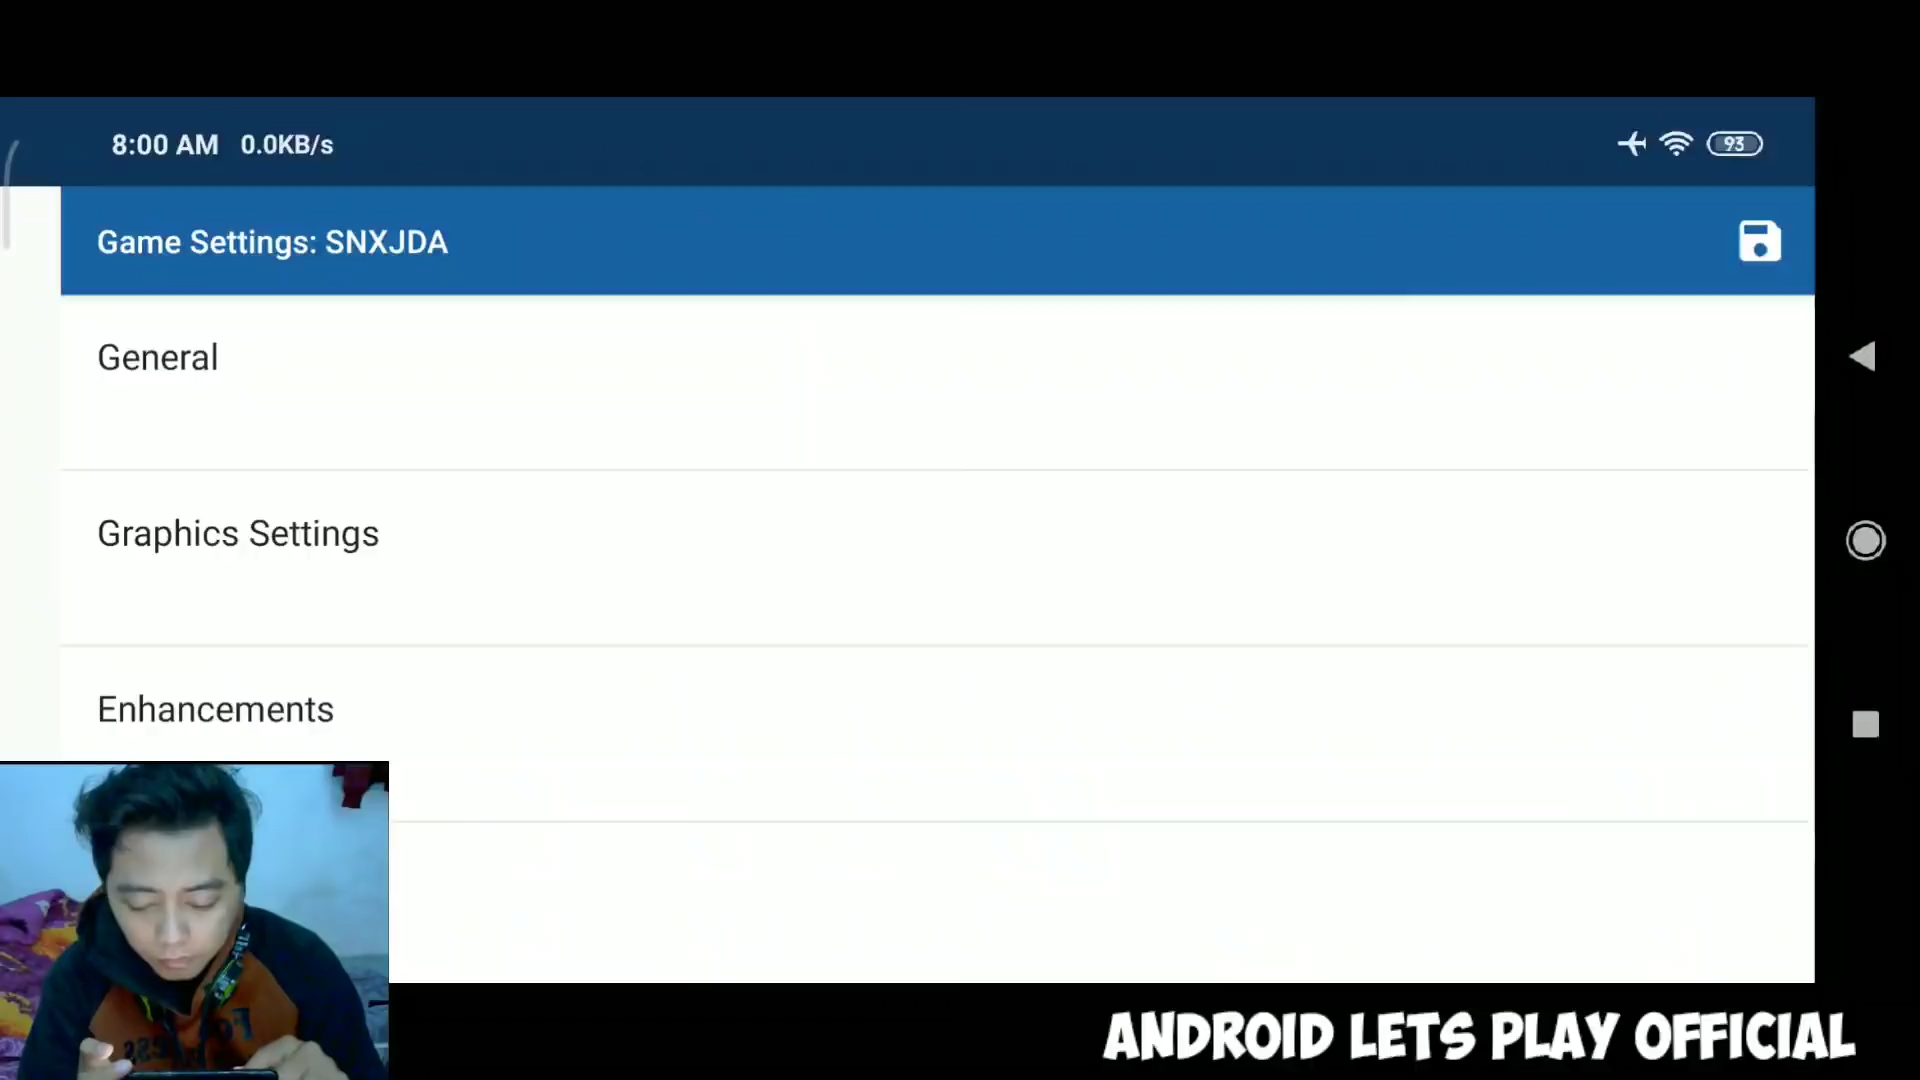 8:00 AM 0.0KB/s
93
Game Settings: SNXJDA
General
Graphics Settings
Enhancements
ANDROID LETS PLAY OFFICIAL